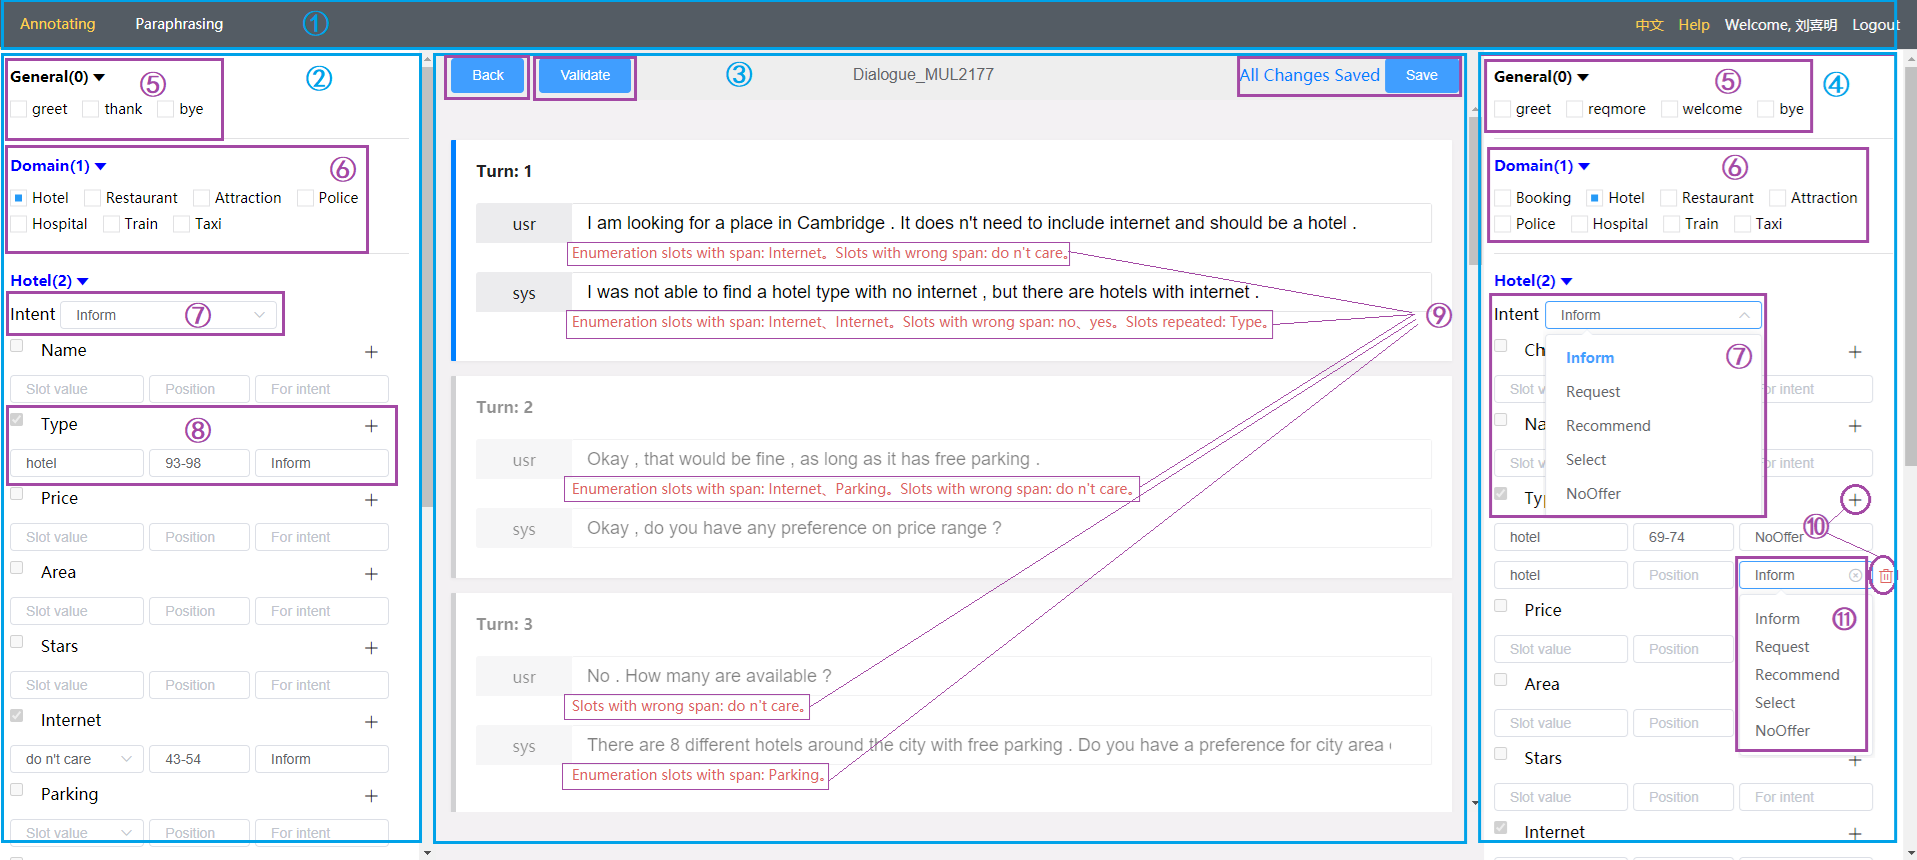 Annotating Paraphrasing ① 中文 Help Welcome, 刘喜明 Logout
General(0) ⑤ ②
greet thank bye
Domain(1) ⑥
Hotel Restaurant Attraction Police
Hospital Train Taxi
Hotel(2)
Intent Inform ⑦
Name +
Slot value Position For intent
Type ⑧ +
hotel 93-98 Inform
Price +
Slot value Position For intent
Area +
Slot value Position For intent
Stars +
Slot value Position For intent
Internet +
do n't care 43-54 Inform
Parking +
Slot value Position For intent
Back Validate ③ Dialogue_MUL2177 All Changes Saved Save
Turn: 1
usr I am looking for a place in Cambridge . It does n't need to include internet and should be a hotel .
Enumeration slots with span: Internet。Slots with wrong span: do n't care。
sys I was not able to find a hotel type with no internet , but there are hotels with internet .
Enumeration slots with span: Internet、Internet。Slots with wrong span: no、yes。Slots repeated: Type。
⑨
Turn: 2
usr Okay , that would be fine , as long as it has free parking .
Enumeration slots with span: Internet、Parking。Slots with wrong span: do n't care。
sys Okay , do you have any preference on price range ?
Turn: 3
usr No . How many are available ?
Slots with wrong span: do n't care。
sys There are 8 different hotels around the city with free parking . Do you have a preference for city area
Enumeration slots with span: Parking。
General(0) ⑤ ④
greet reqmore welcome bye
Domain(1) ⑥
Booking Hotel Restaurant Attraction
Police Hospital Train Taxi
Hotel(2)
Intent Inform
Ch +
Inform ⑦
Slot v or intent
Request
Na +
Recommend
Slot v or intent
Select
NoOffer
Typ +
⑩
hotel 69-74 NoOffer
hotel Position Inform
Price
Inform ⑪
Request
Slot value Position
Recommend
Area
Select
Slot value Position
NoOffer
Stars +
Slot value Position For intent
Internet +